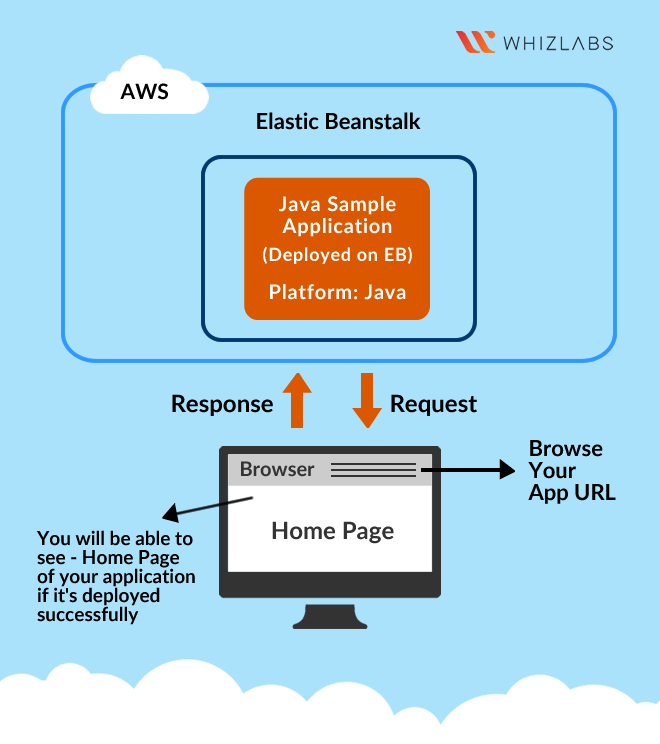 WHIZLABS
AWS
Elastic Beanstalk
Java Sample
Application
(Deployed on EB)
Platform: Java
Response
Request
Browser
Home Page
Browse
Your
App URL
You will be able to
see - Home Page
of your application
if it's deployed
successfully